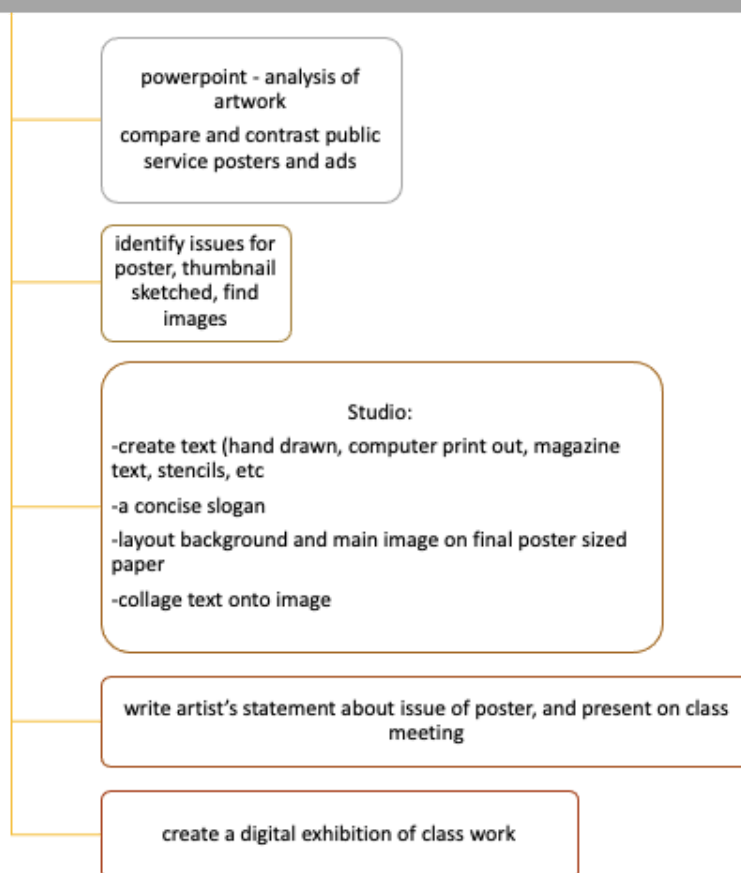 powerpoint - analysis of
artwork
compare and contrast public
service posters and ads
identify issues for
poster, thumbnail
sketched, find
images
Studio:
-create text (hand drawn, computer print out, magazine
text, stencils, etc
-a concise slogan
-layout background and main image on final poster sized
paper
-collage text onto image
write artist’s statement about issue of poster, and present on class
meeting
create a digital exhibition of class work